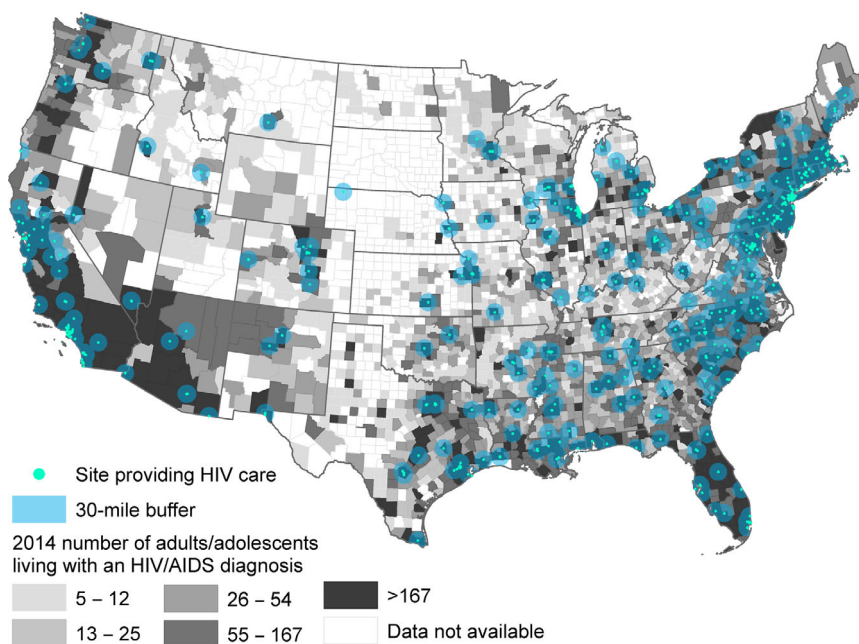 Site providing HIV care
30-mile buffer
2014 number of adults/adolescents
living with an HIV/AIDS diagnosis
5 – 12
26 – 54
>167
13 – 25
55 – 167
Data not available